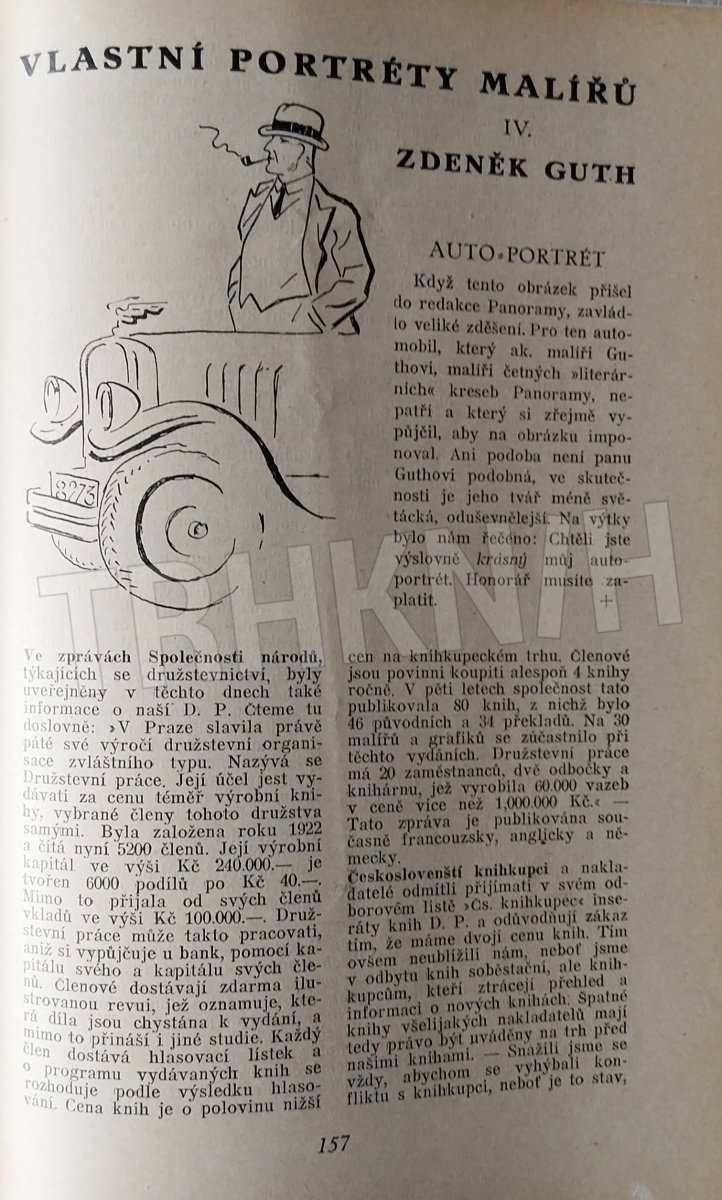 VLASTNÍ PORTRÉTY MALÍŘŮ
IV.
ZDENĚK GUTH
AUTO-PORTRÉT
Když tento obrázek přišel
do redakce Panoramy, zavlád-
lo veliké zděšení. Pro ten auto-
mobil, který ak. malíři Gu-
thovi, malíři četných »literár-
ních« kreseb Panoramy, ne-
patří a který si zřejmě vy-
půjčil, aby na obrázku impo-
noval. Ani podoba není panu
Guthovi podobná, ve skuteč-
nosti je jeho tvář méně svě-
tácká, oduševnělejší. Na výtky
bylo nám řečeno: Chtěli jste
výslovně krásný můj auto-
portrét. Honorář musíte za-
platit. +
8273
TRHKNIH
Ve zprávách Společnosti národů,
týkajících se družstevnictví, byly
uveřejněny v těchto dnech také
informace o naší D. P. Čteme tu
doslovně: »V Praze slavila právě
páté své výročí družstevní organi-
sace zvláštního typu. Nazývá se
Družstevní práce. Její účel jest vy-
dávati za cenu téměř výrobní kni-
hy, vybrané členy tohoto družstva
samými. Byla založena roku 1922
a čítá nyní 5200 členů. Její výrobní
kapitál ve výši Kč 240.000.— je
tvořen 6000 podílů po Kč 40.—.
Mimo to přijala od svých členů
vkladů ve výši Kč 100.000.—. Druž-
stevní práce může takto pracovati,
aniž si vypůjčuje u bank, pomocí ka-
pitálu svého a kapitálu svých čle-
nů. Členové dostávají zdarma ilu-
strovanou revui, jež oznamuje, kte-
rá díla jsou chystána k vydání, a
mimo to přináší i jiné studie. Každý
člen dostává hlasovací lístek a
o programu vydávaných knih se
rozhoduje podle výsledku hlaso-
vání. Cena knih je o polovinu nižší
cen na knihkupeckém trhu. Členové
jsou povinni koupiti alespoň 4 knihy
ročně. V pěti letech společnost tato
publikovala 80 knih, z nichž bylo
46 původních a 34 překladů. Na 30
malířů a grafiků se zúčastnilo při
těchto vydáních. Družstevní práce
má 20 zaměstnanců, dvě odbočky a
knihárnu, jež vyrobila 60.000 vazeb
v ceně více než 1,000.000 Kč.« —
Tato zpráva je publikována sou-
časně francouzsky, anglicky a ně-
mecky.
Českoslovenští knihkupci a nakla-
datelé odmítli přijímati v svém od-
borovém listě »Čs. knihkupec« inse-
ráty knih D. P. a odůvodňují zákaz
tím, že máme dvojí cenu knih. Tím
ovšem neublížili nám, neboť jsme
v odbytu knih soběstační, ale knih-
kupcům, kteří ztrácejí přehled a
informaci o nových knihách. Špatné
knihy všelijakých nakladatelů mají
tedy právo být uváděny na trh před
našimi knihami. — Snažili jsme se
vždy, abychom se vyhýbali kon-
fliktu s knihkupci, neboť je to stav,
157